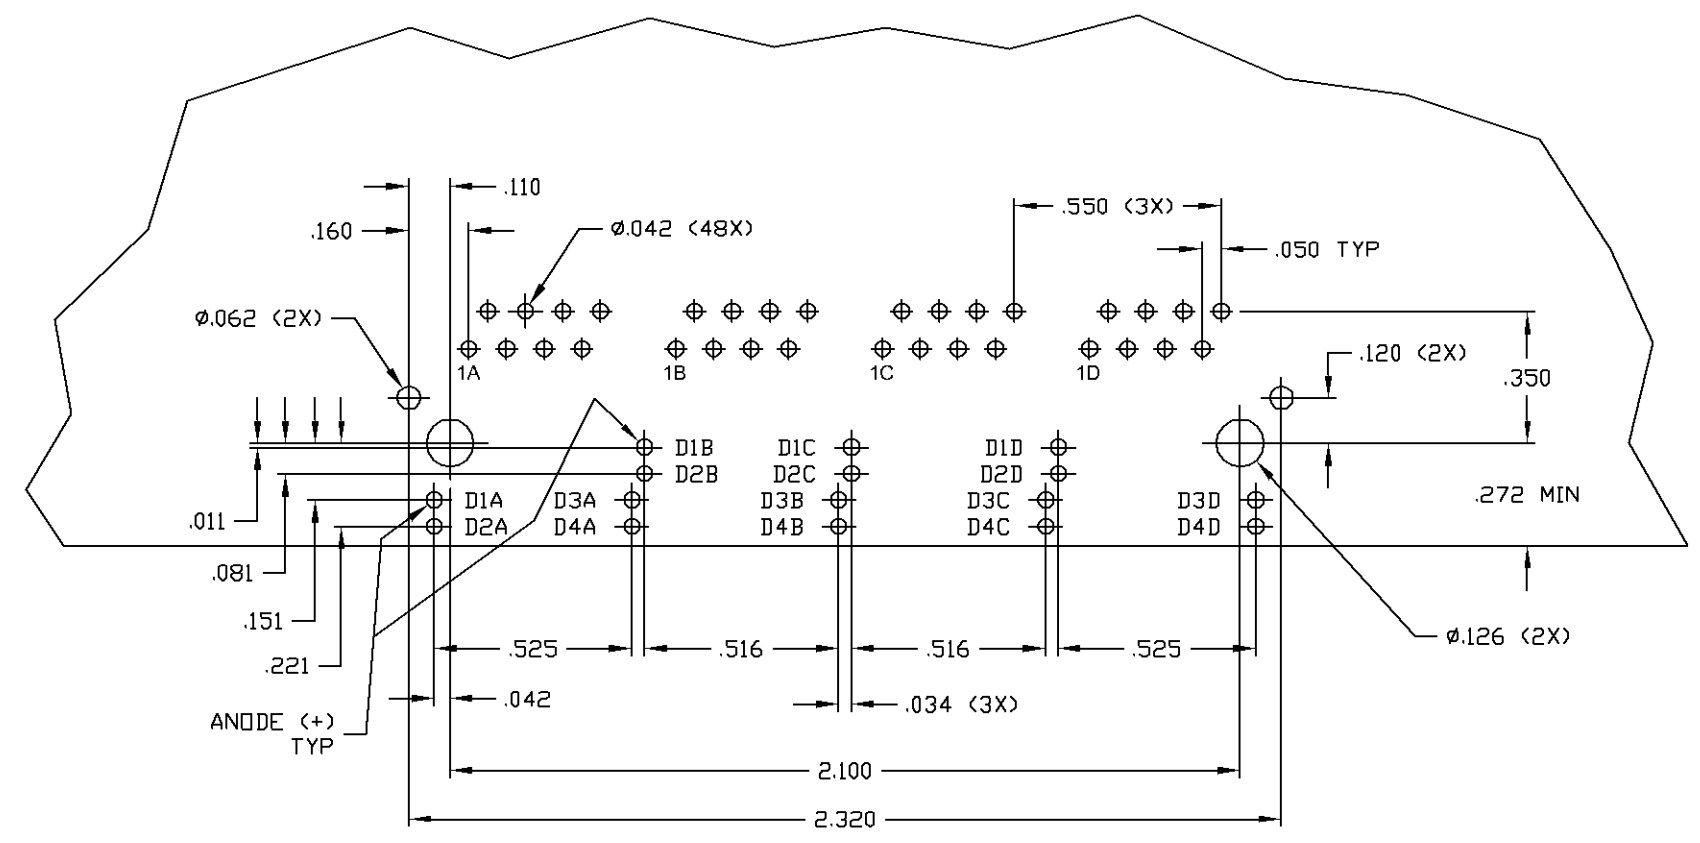 .110
.550 (3X)
.160
Ø.042 (48X)
.050 TYP
Ø.062 (2X)
.120 (2X)
1A
1B
1C
1D
.350
D1B
D1C
D1D
D2B
D2C
D2D
.272 MIN
D1A
D3A
D3B
D3C
D3D
.011
D2A
D4A
D4B
D4C
D4D
.081
.151
Ø.126 (2X)
.525
.516
.516
.525
.221
.042
.034 (3X)
ANODE (+)
TYP
2.100
2.320